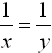 1/x = 1/y